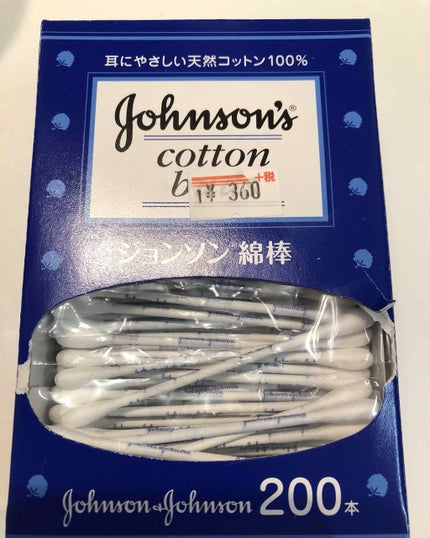 耳にやさしい天然コットン100%
Johnson's®
cotton
b
+税
1¥ 360
ジョンソン®綿棒
Johnson+Johnson 200本